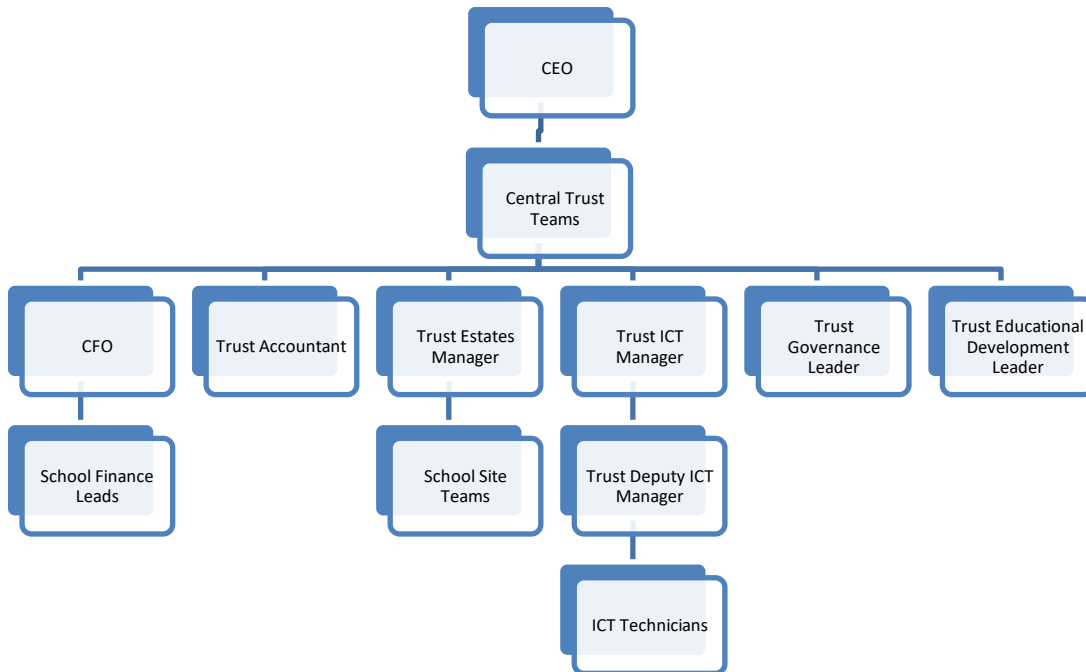 CEO
Central Trust
Teams
CFO
Trust Accountant
Trust Estates
Manager
Trust ICT
Manager
Trust
Governance
Leader
Trust Educational
Development
Leader
School Finance
Leads
School Site
Teams
Trust Deputy ICT
Manager
ICT Technicians